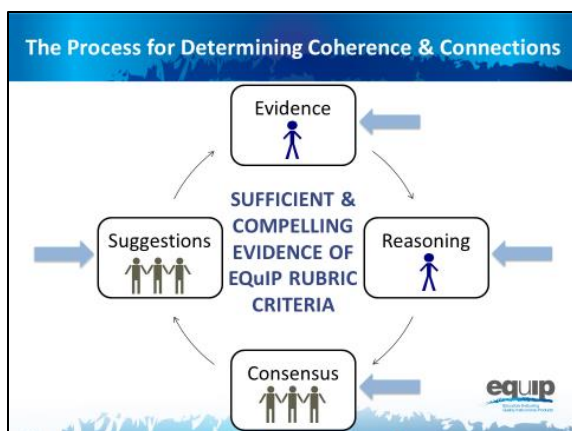 The Process for Determining Coherence & Connections
Evidence
SUFFICIENT &
COMPELLING
EVIDENCE OF
EQuIP RUBRIC
CRITERIA
Suggestions
Reasoning
Consensus
equip